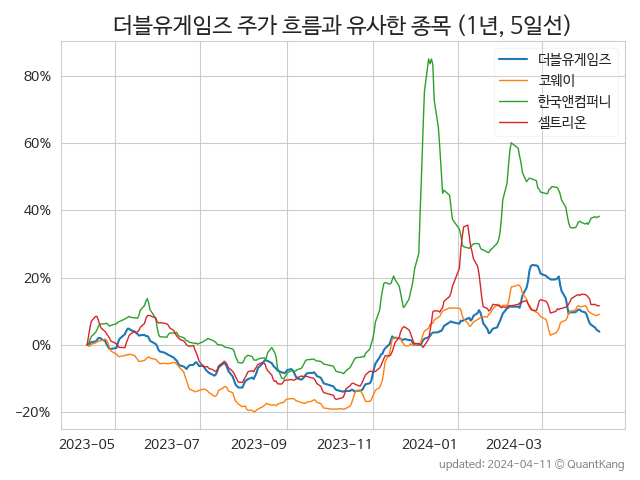 더블유게임즈 주가 흐름과 유사한 종목 (1년, 5일선)
더블유게임즈
코웨이
한국앤컴퍼니
셀트리온
80%
60%
40%
20%
0%
−20%
2023−05 2023−07 2023−09 2023−11 2024−01 2024−03
updated: 2024-04-11 © QuantKang